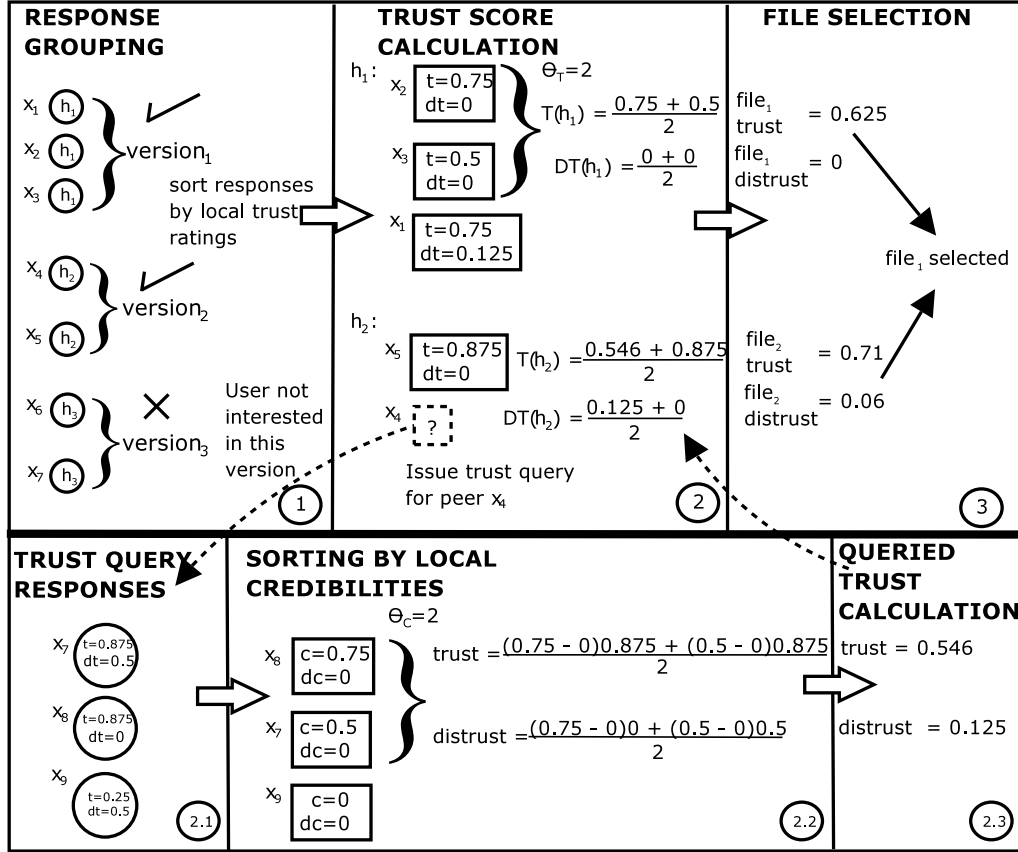 RESPONSE
GROUPING
x₁ h₁
x₂ h₁
x₃ h₁
version₁
sort responses
by local trust
ratings
x₄ h₂
x₅ h₂
version₂
x₆ h₃
x₇ h₃
version₃
User not
interested
in this
version
1
TRUST SCORE
CALCULATION
h₁:
x₂ t=0.75
dt=0
x₃ t=0.5
dt=0
x₁ t=0.75
dt=0.125
Θ_T=2
T(h₁) = 0.75 + 0.5
2
DT(h₁) = 0 + 0
2
h₂:
x₅ t=0.875
dt=0
T(h₂) = 0.546 + 0.875
2
x₄ ?
DT(h₂) = 0.125 + 0
2
Issue trust query
for peer x₄
2
FILE SELECTION
file₁
trust = 0.625
file₁
distrust = 0
file₁ selected
file₂
trust = 0.71
file₂
distrust = 0.06
3
TRUST QUERY
RESPONSES
x₇ t=0.875
dt=0.5
x₈ t=0.875
dt=0
x₉ t=0.25
dt=0.5
2.1
SORTING BY LOCAL
CREDIBILITIES
Θ_C=2
x₈ c=0.75
dc=0
x₇ c=0.5
dc=0
x₉ c=0
dc=0
trust = (0.75 - 0)0.875 + (0.5 - 0)0.875
2
distrust = (0.75 - 0)0 + (0.5 - 0)0.5
2
2.2
QUERIED
TRUST
CALCULATION
trust = 0.546
distrust = 0.125
2.3